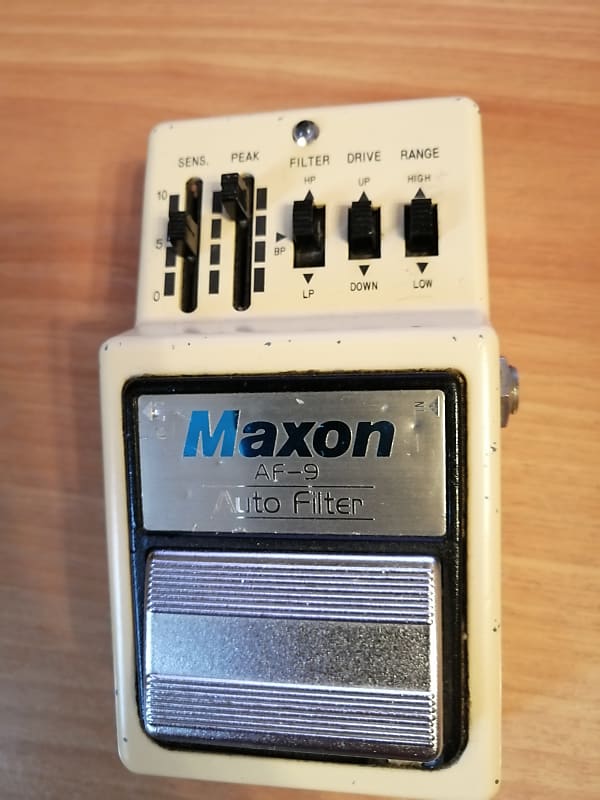 SENS. PEAK FILTER DRIVE RANGE
HP UP HIGH
10
5
BP
0
LP DOWN LOW
IN
Maxon
AF-9
Auto Filter